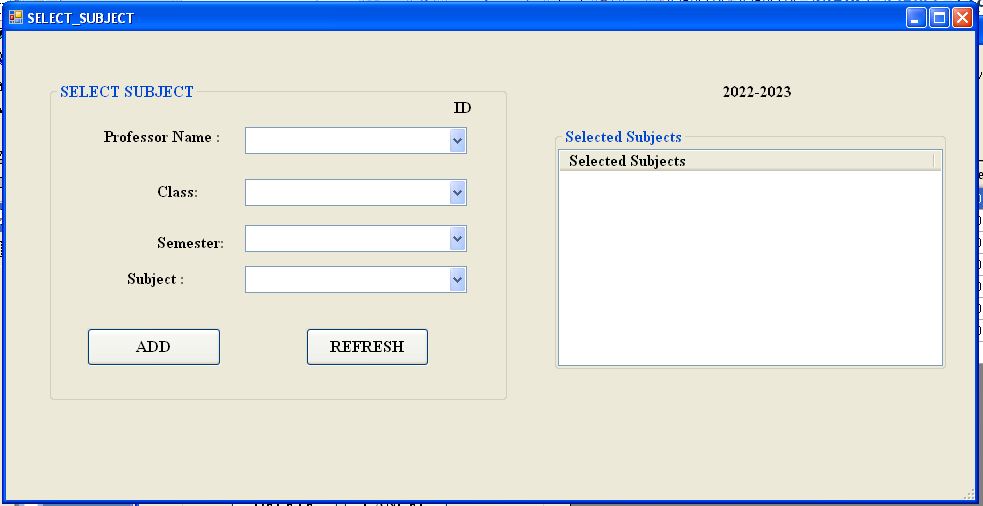 SELECT_SUBJECT
SELECT SUBJECT
ID
Professor Name :
Class:
Semester:
Subject :
ADD
REFRESH
2022-2023
Selected Subjects
Selected Subjects